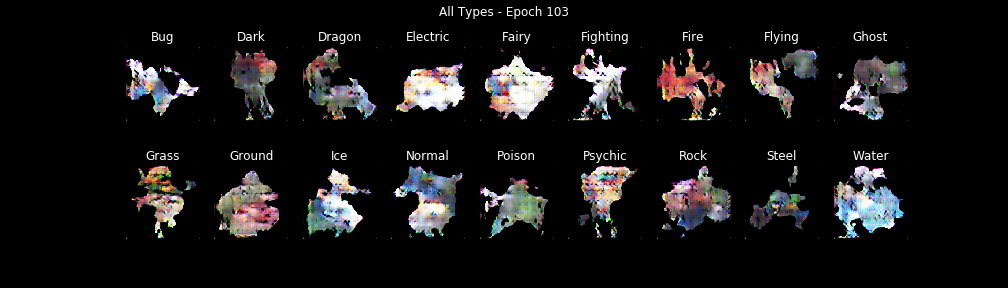 All Types - Epoch 103
Bug Dark Dragon Electric Fairy Fighting Fire Flying Ghost
Grass Ground Ice Normal Poison Psychic Rock Steel Water